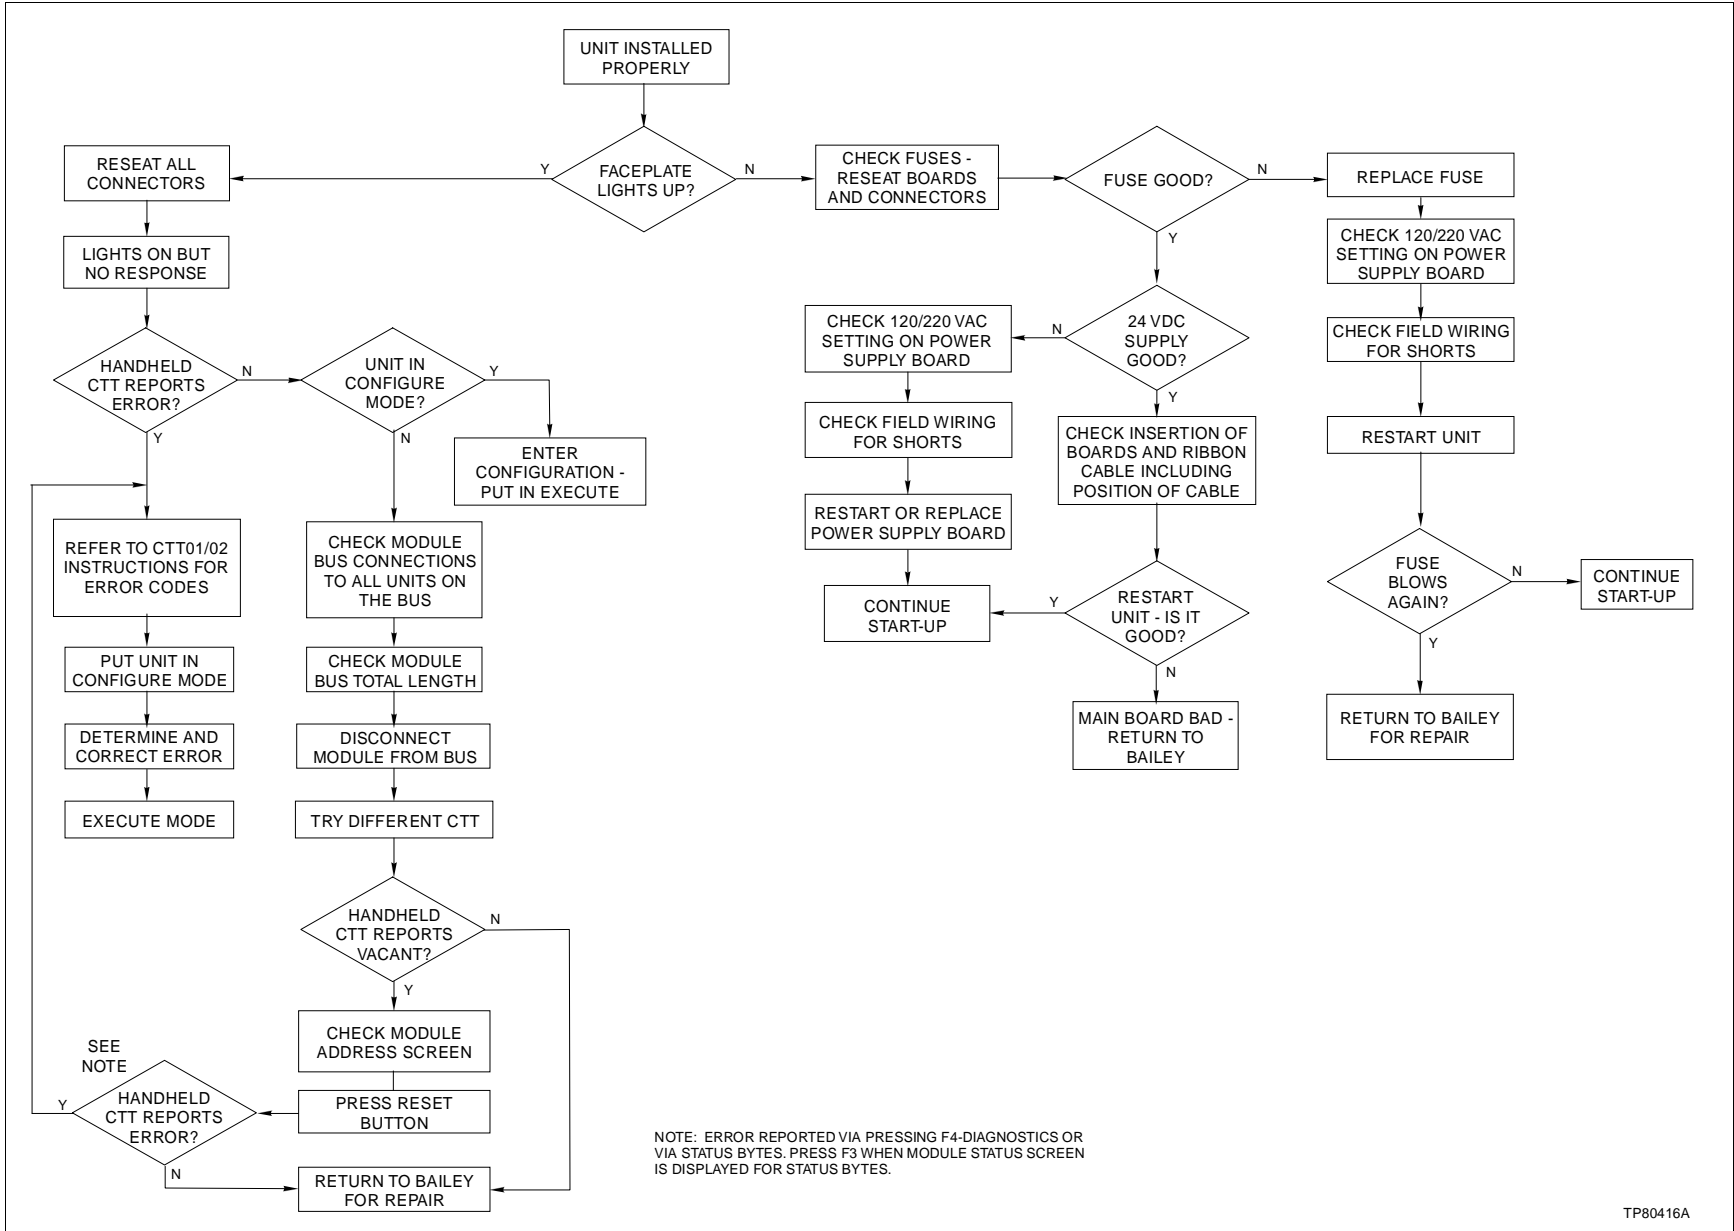 UNIT INSTALLED
PROPERLY
FACEPLATE
LIGHTS UP?
Y
N
RESEAT ALL
CONNECTORS
LIGHTS ON BUT
NO RESPONSE
HANDHELD
CTT REPORTS
ERROR?
N
Y
UNIT IN
CONFIGURE
MODE?
Y
N
ENTER
CONFIGURATION -
PUT IN EXECUTE
REFER TO CTT01/02
INSTRUCTIONS FOR
ERROR CODES
PUT UNIT IN
CONFIGURE MODE
DETERMINE AND
CORRECT ERROR
EXECUTE MODE
CHECK MODULE
BUS CONNECTIONS
TO ALL UNITS ON
THE BUS
CHECK MODULE
BUS TOTAL LENGTH
DISCONNECT
MODULE FROM BUS
TRY DIFFERENT CTT
HANDHELD
CTT REPORTS
VACANT?
N
Y
CHECK MODULE
ADDRESS SCREEN
PRESS RESET
BUTTON
SEE
NOTE
HANDHELD
CTT REPORTS
ERROR?
Y
N
RETURN TO BAILEY
FOR REPAIR
CHECK FUSES -
RESEAT BOARDS
AND CONNECTORS
FUSE GOOD?
N
Y
24 VDC
SUPPLY
GOOD?
N
Y
CHECK 120/220 VAC
SETTING ON POWER
SUPPLY BOARD
CHECK FIELD WIRING
FOR SHORTS
RESTART OR REPLACE
POWER SUPPLY BOARD
CONTINUE
START-UP
CHECK INSERTION OF
BOARDS AND RIBBON
CABLE INCLUDING
POSITION OF CABLE
RESTART
UNIT - IS IT
GOOD?
Y
N
MAIN BOARD BAD -
RETURN TO
BAILEY
REPLACE FUSE
CHECK 120/220 VAC
SETTING ON POWER
SUPPLY BOARD
CHECK FIELD WIRING
FOR SHORTS
RESTART UNIT
FUSE
BLOWS
AGAIN?
N
Y
CONTINUE
START-UP
RETURN TO BAILEY
FOR REPAIR
NOTE: ERROR REPORTED VIA PRESSING F4-DIAGNOSTICS OR
VIA STATUS BYTES. PRESS F3 WHEN MODULE STATUS SCREEN
IS DISPLAYED FOR STATUS BYTES.
TP80416A